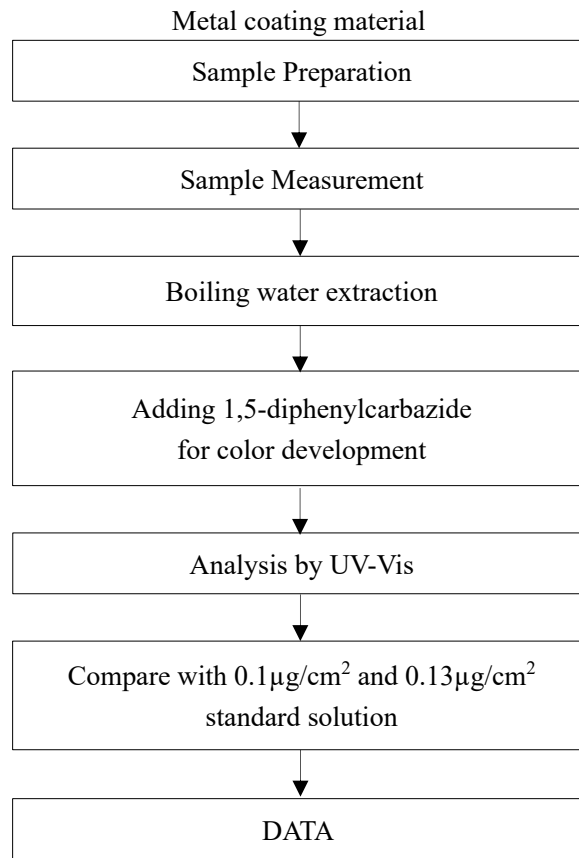 Metal coating material
Sample Preparation
Sample Measurement
Boiling water extraction
Adding 1,5-diphenylcarbazide
for color development
Analysis by UV-Vis
Compare with 0.1μg/cm² and 0.13μg/cm²
standard solution
DATA